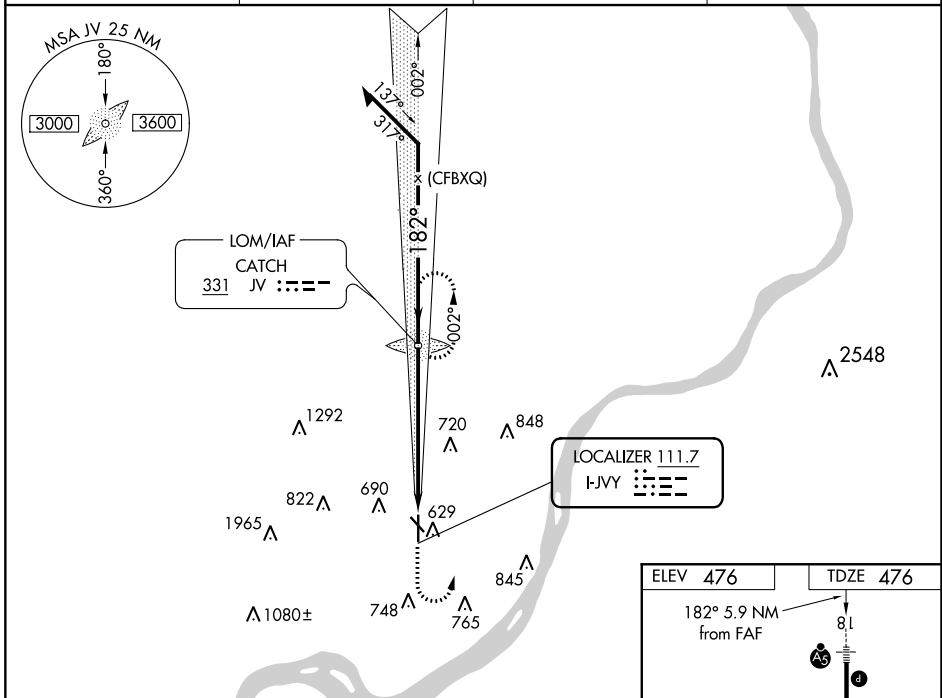 MSA JV 25 NM
180°
3000
3600
360°
002°
137°
317°
(CFBXQ)
182°
LOM/IAF
CATCH
331 JV
002°
2548
1292
720
848
LOCALIZER 111.7
I-JVY
822
690
629
1965
845
1080±
748
765
ELEV 476
TDZE 476
182° 5.9 NM
from FAF
18
A5
P